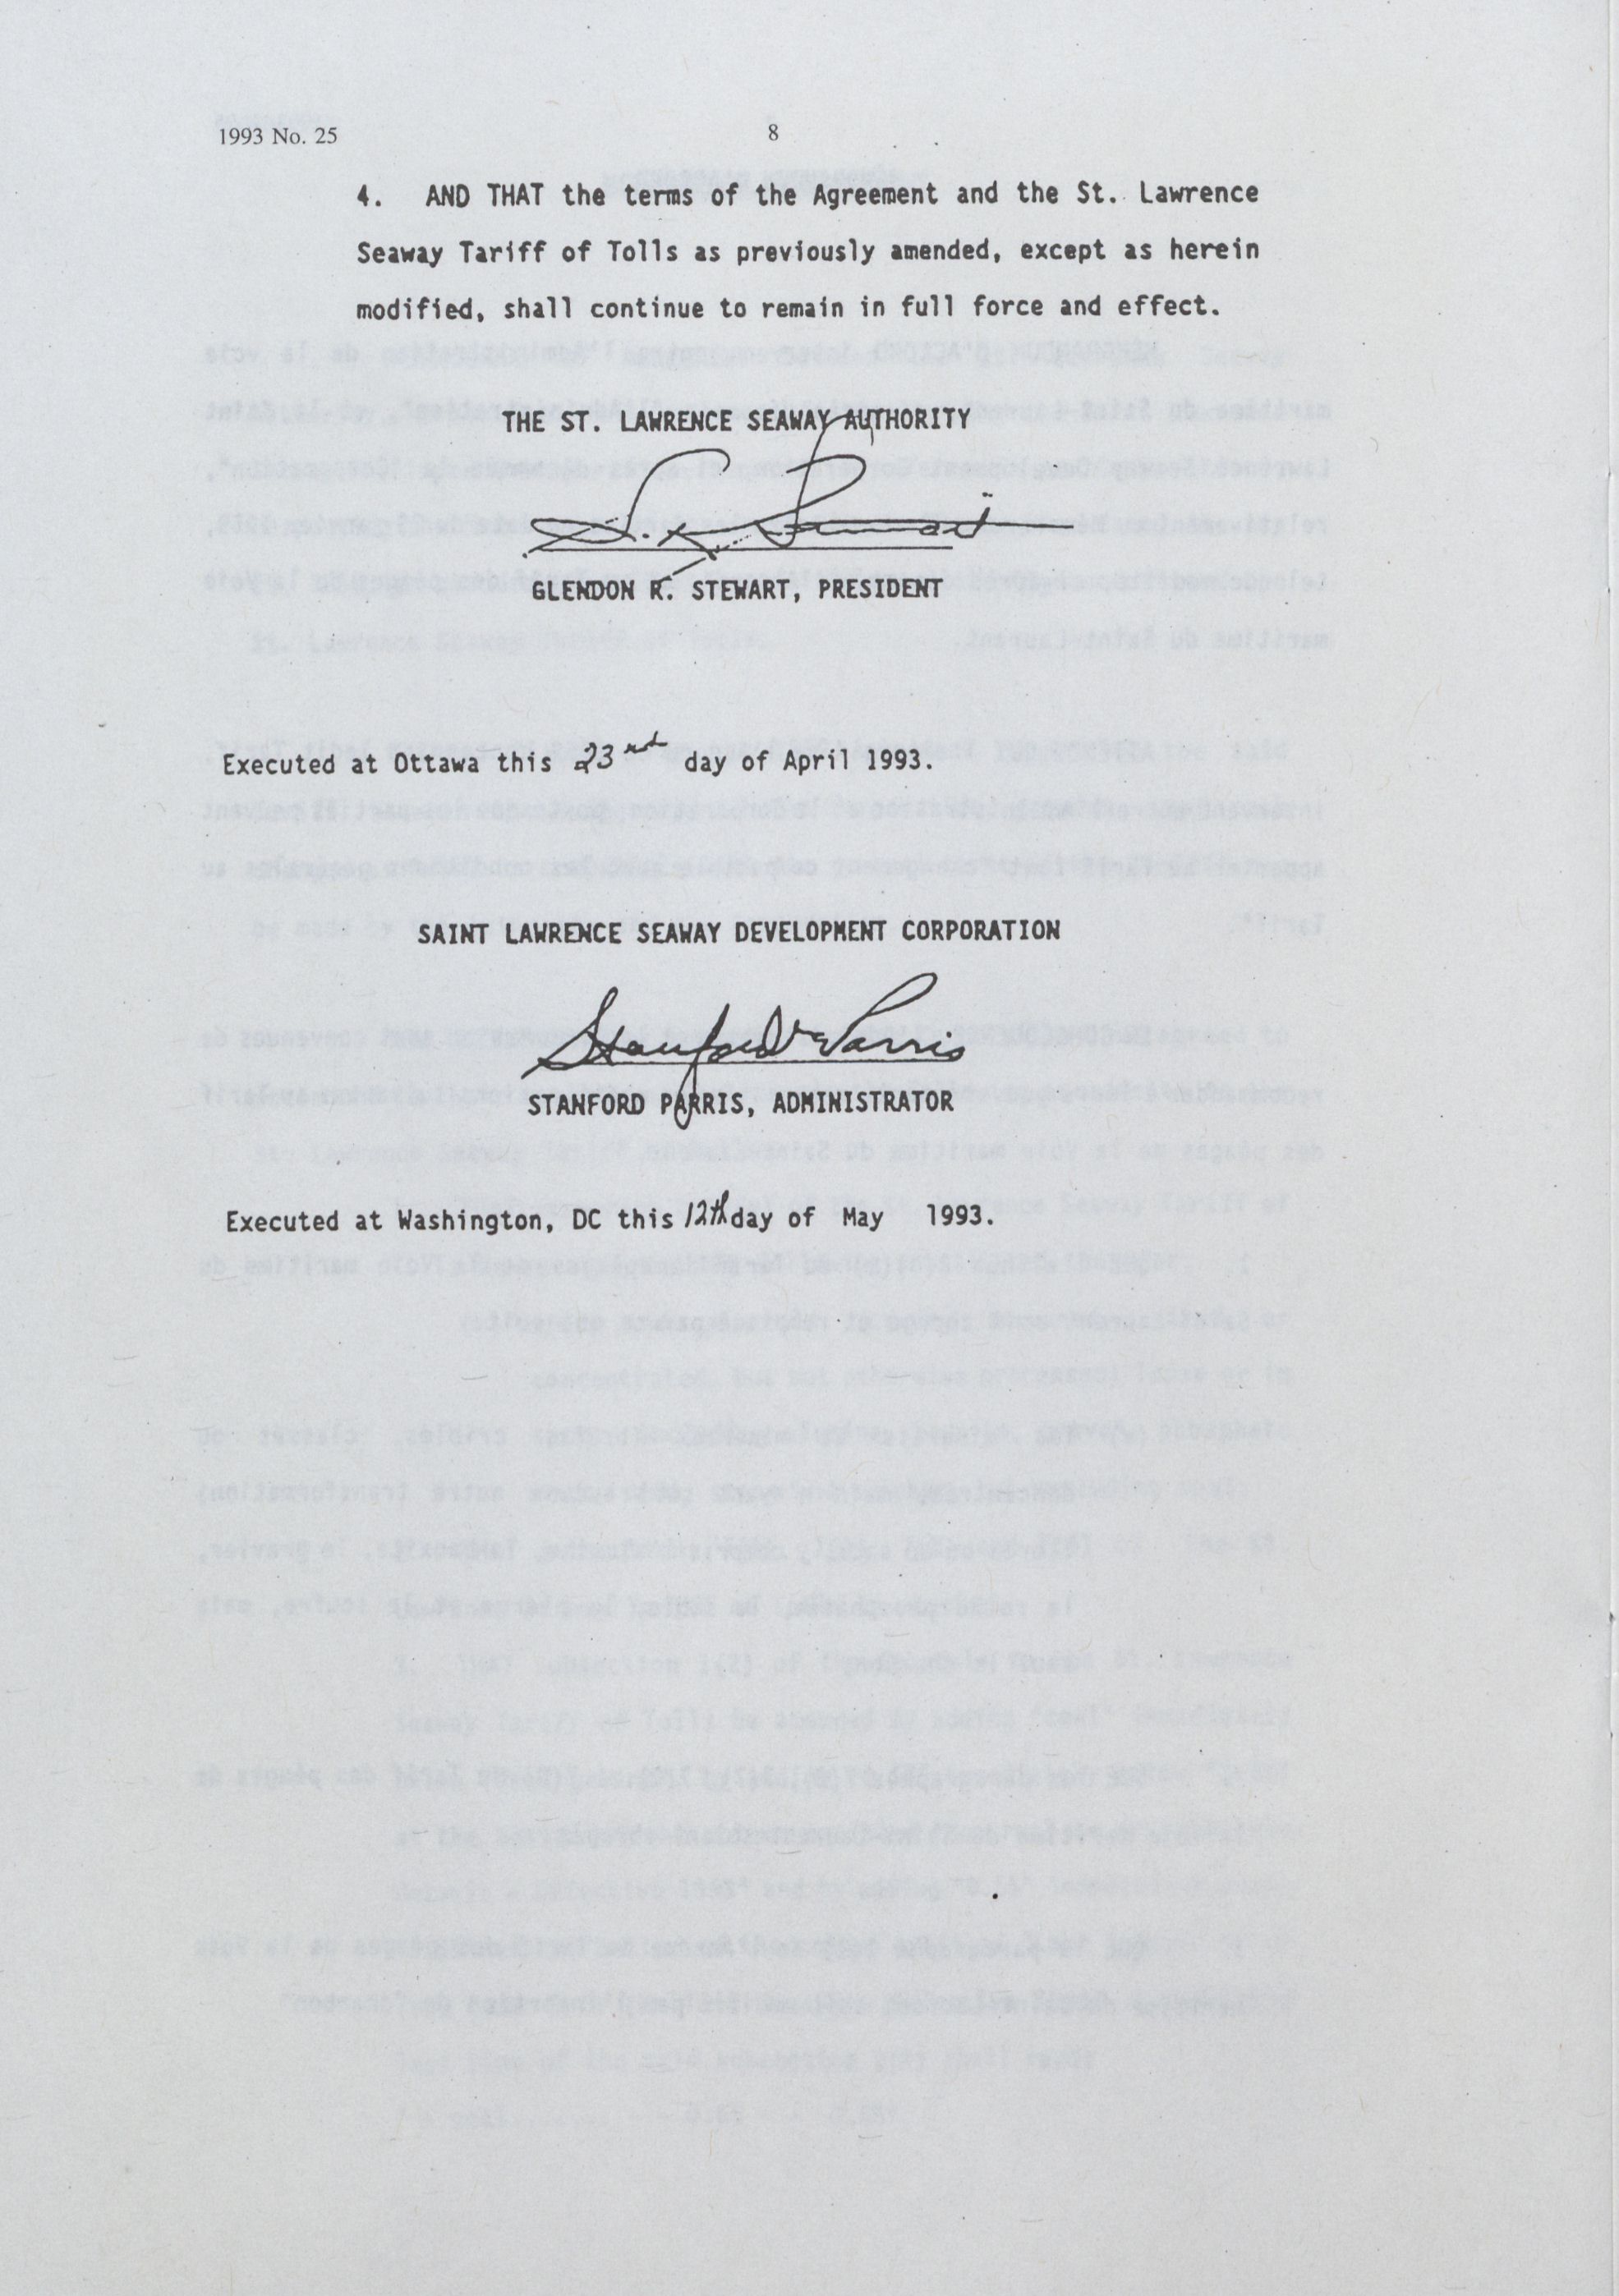 1993 No. 25
8
4. AND THAT the terms of the Agreement and the St. Lawrence
Seaway Tariff of Tolls as previously amended, except as herein
modified, shall continue to remain in full force and effect.
THE ST. LAWRENCE SEAWAY AUTHORITY
GLENDON R. STEWART, PRESIDENT
Executed at Ottawa this 23rd day of April 1993.
SAINT LAWRENCE SEAWAY DEVELOPMENT CORPORATION
Stanford Parris
STANFORD PARRIS, ADMINISTRATOR
Executed at Washington, DC this 12th day of May 1993.